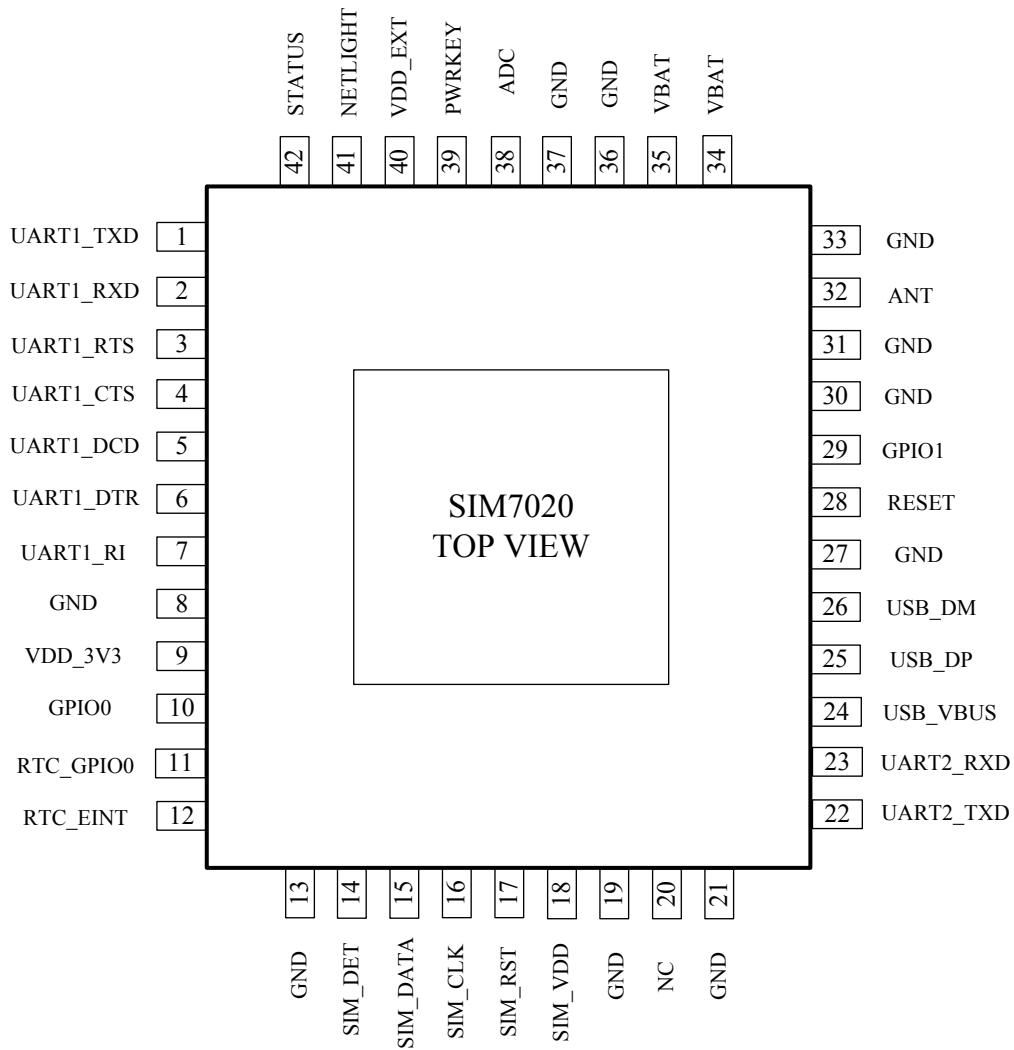 STATUS
NETLIGHT
VDD_EXT
PWRKEY
ADC
GND
GND
VBAT
VBAT
42
41
40
39
38
37
36
35
34
UART1_TXD 1
UART1_RXD 2
UART1_RTS 3
UART1_CTS 4
UART1_DCD 5
UART1_DTR 6
UART1_RI 7
GND 8
VDD_3V3 9
GPIO0 10
RTC_GPIO0 11
RTC_EINT 12
SIM7020
TOP VIEW
33 GND
32 ANT
31 GND
30 GND
29 GPIO1
28 RESET
27 GND
26 USB_DM
25 USB_DP
24 USB_VBUS
23 UART2_RXD
22 UART2_TXD
13
14
15
16
17
18
19
20
21
GND
SIM_DET
SIM_DATA
SIM_CLK
SIM_RST
SIM_VDD
GND
NC
GND